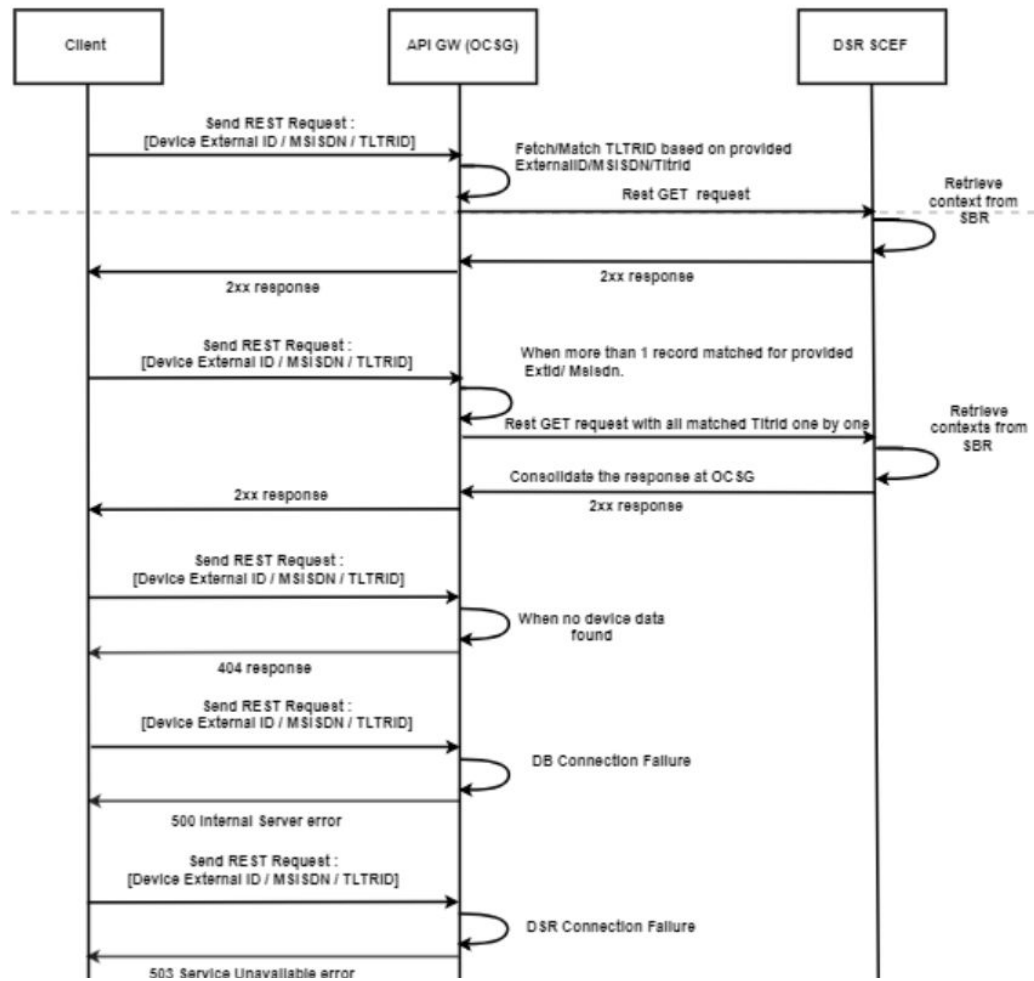 Client
API GW (OCSG)
DSR SCEF
Send REST Request :
[Device External ID / MSISDN / TLTRID]
Fetch/Match TLTRID based on provided
ExternalID/MSISDN/Tltrid
Rest GET request
Retrieve
context from
SBR
2xx response
2xx response
Send REST Request :
[Device External ID / MSISDN / TLTRID]
When more than 1 record matched for provided
ExtId/ Msisdn.
Rest GET request with all matched Tltrid one by one
Retrieve
contexts from
SBR
Consolidate the response at OCSG
2xx response
2xx response
Send REST Request :
[Device External ID / MSISDN / TLTRID]
When no device data
found
404 response
Send REST Request :
[Device External ID / MSISDN / TLTRID]
DB Connection Failure
500 Internal Server error
Send REST Request :
[Device External ID / MSISDN / TLTRID]
DSR Connection Failure
503 Service Unavailable error